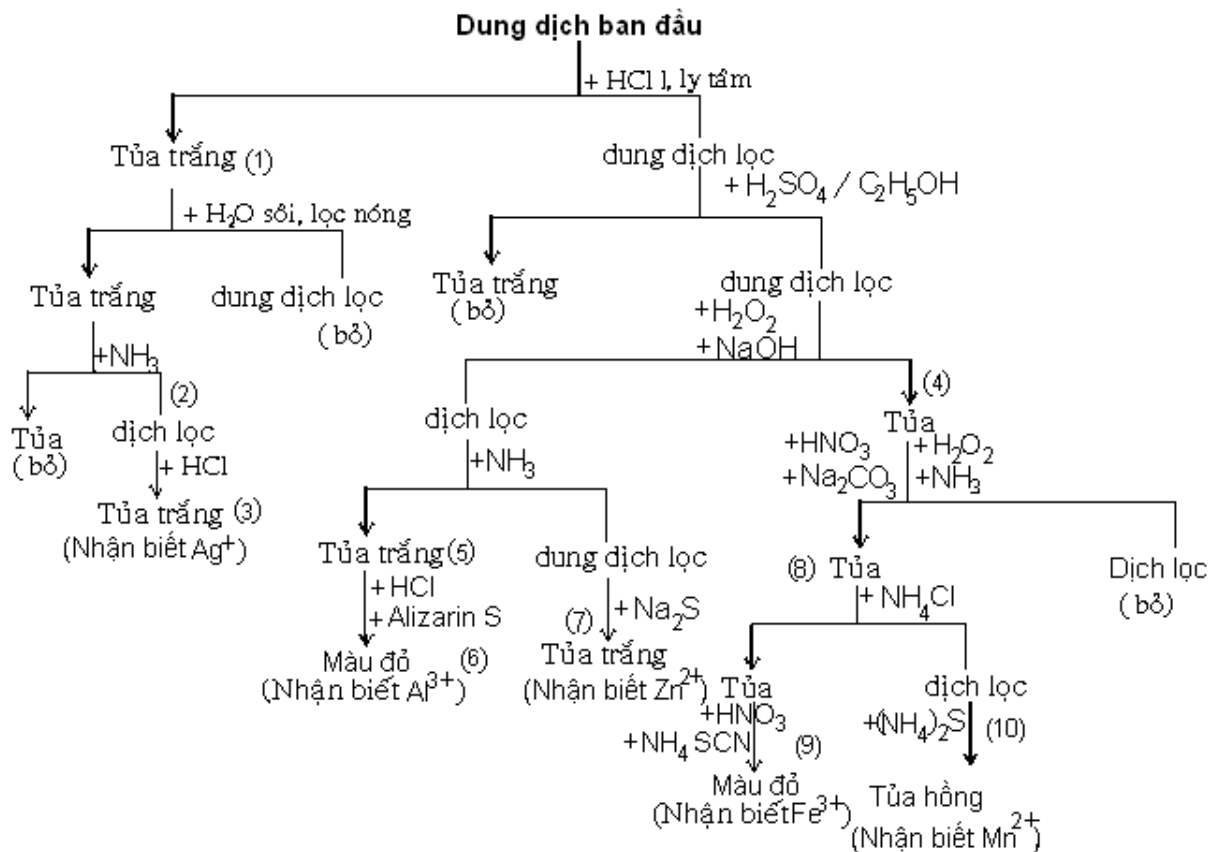 Dung dịch ban đầu
+ HCl l, ly tâm
Tủa trắng (1)
dung dịch lọc
+ H₂SO₄ / C₂H₅OH
+ H₂O sôi, lọc nóng
Tủa trắng
dung dịch lọc
(bỏ)
Tủa trắng
(bỏ)
dung dịch lọc
+H₂O₂
+NaOH
+NH₃
(2)
Tủa
(bỏ)
dịch lọc
+ HCl
Tủa trắng (3)
(Nhận biết Ag⁺)
dịch lọc
+NH₃
(4)
Tủa
+HNO₃
+H₂O₂
+Na₂CO₃
+NH₃
Tủa trắng (5)
+ HCl
+ Alizarin S
Màu đỏ (6)
(Nhận biết Al³⁺)
dung dịch lọc
(7)
+Na₂S
Tủa trắng
(Nhận biết Zn²⁺)
(8) Tủa
+ NH₄Cl
Dịch lọc
(bỏ)
Tủa
+HNO₃
+NH₄SCN
(9)
Màu đỏ
(Nhận biết Fe³⁺)
dịch lọc
+(NH₄)₂S
(10)
Tủa hồng
(Nhận biết Mn²⁺)